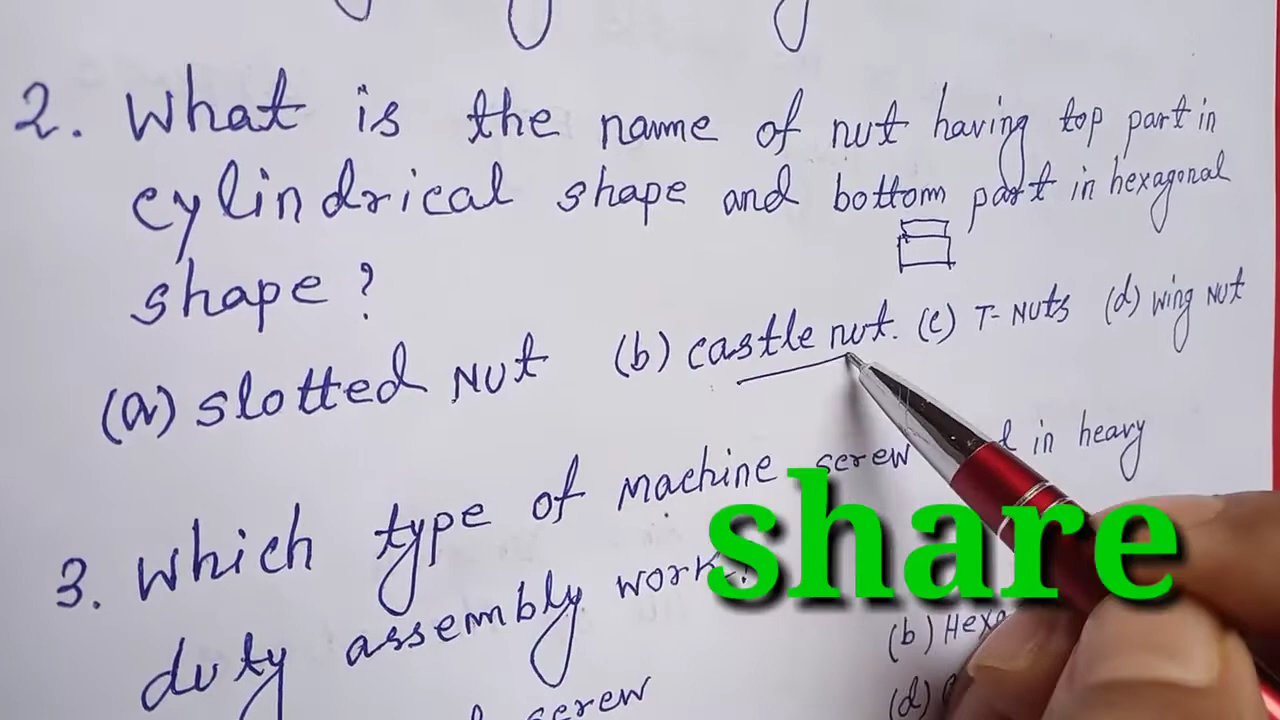 2. What is the name of nut having top part in
cylindrical shape and bottom part in hexagonal
shape?
(a) slotted Nut (b) castle nut. (c) T-Nuts (d) wing Nut
3. Which type of machine screw in heavy
duty assembly work?
share
(b)
screw
(d)